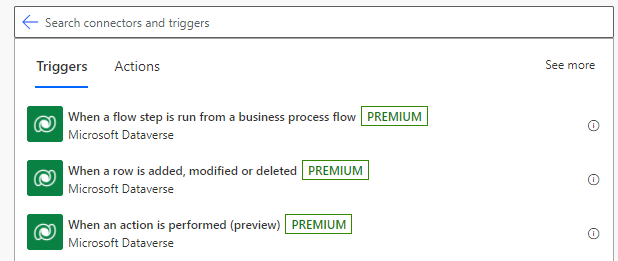 Search connectors and triggers
Triggers Actions See more
When a flow step is run from a business process flow PREMIUM
Microsoft Dataverse
When a row is added, modified or deleted PREMIUM
Microsoft Dataverse
When an action is performed (preview) PREMIUM
Microsoft Dataverse